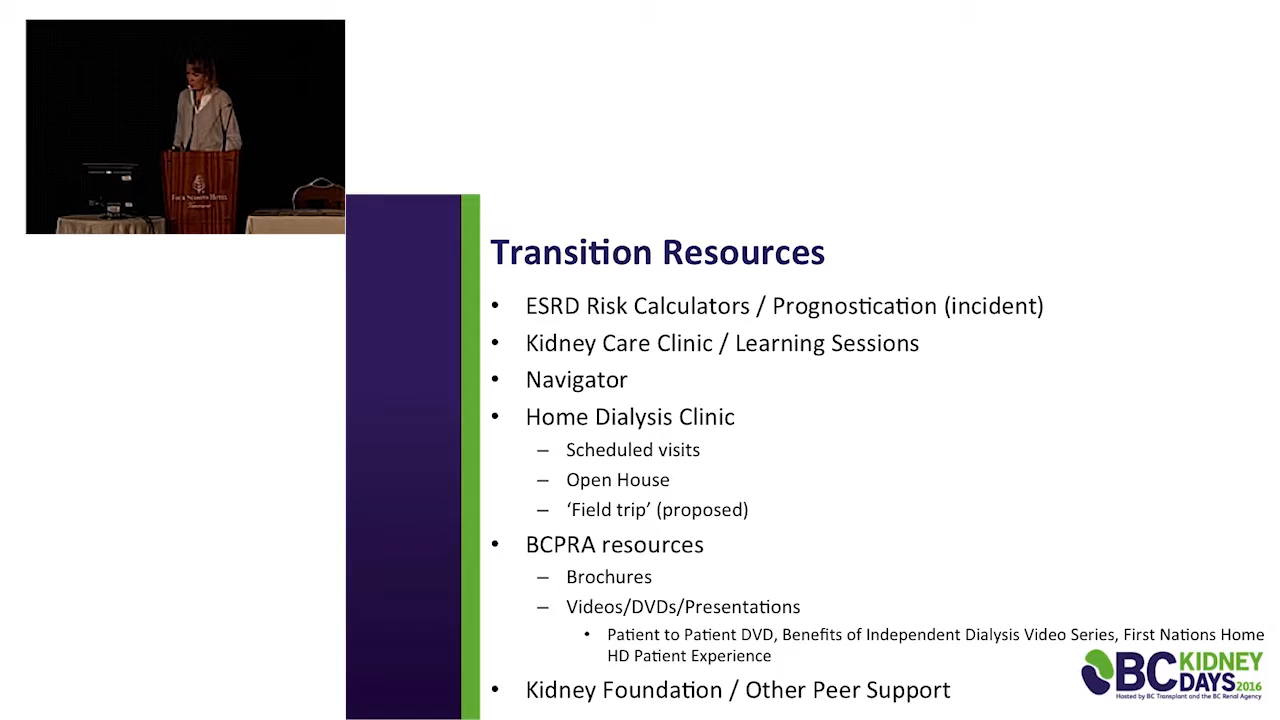 FOUR SEASONS HOTEL
Transition Resources
• ESRD Risk Calculators / Prognostication (incident)
• Kidney Care Clinic / Learning Sessions
• Navigator
• Home Dialysis Clinic
– Scheduled visits
– Open House
– ‘Field trip’ (proposed)
• BCPRA resources
– Brochures
– Videos/DVDs/Presentations
• Patient to Patient DVD, Benefits of Independent Dialysis Video Series, First Nations Home
HD Patient Experience
• Kidney Foundation / Other Peer Support
BC KIDNEY
DAYS 2016
Hosted by BC Transplant and the BC Renal Agency